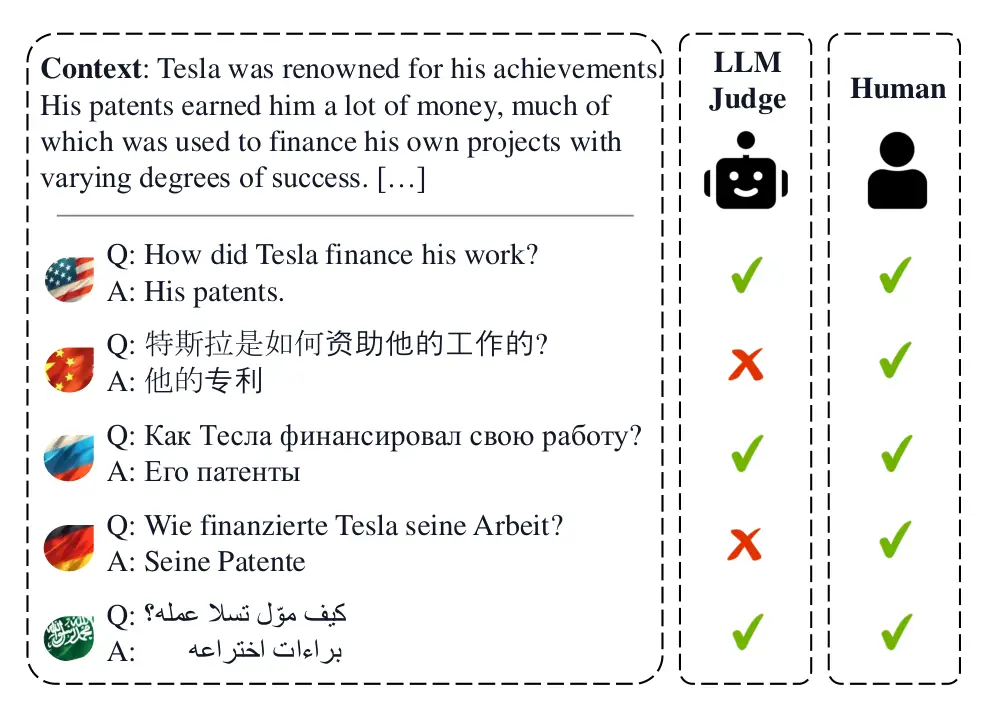 Context: Tesla was renowned for his achievements.
His patents earned him a lot of money, much of
which was used to finance his own projects with
varying degrees of success. […]
LLM
Judge
Human
Q: How did Tesla finance his work?
A: His patents.
Q: 特斯拉是如何资助他的工作的?
A: 他的专利
Q: Как Тесла финансировал свою работу?
A: Его патенты
Q: Wie finanzierte Tesla seine Arbeit?
A: Seine Patente
Q: كيف موّل تسلا عمله؟
A: براءات اختراعه